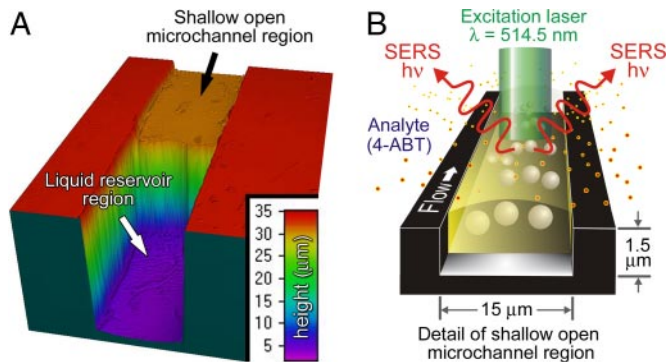 A
Shallow open
microchannel region
Liquid reservoir
region
35
30
25
20
15
10
5
height (µm)
B
Excitation laser
λ = 514.5 nm
SERS
hν
SERS
hν
Analyte
(4-ABT)
Flow
1.5
µm
15 µm
Detail of shallow open
microchannel region